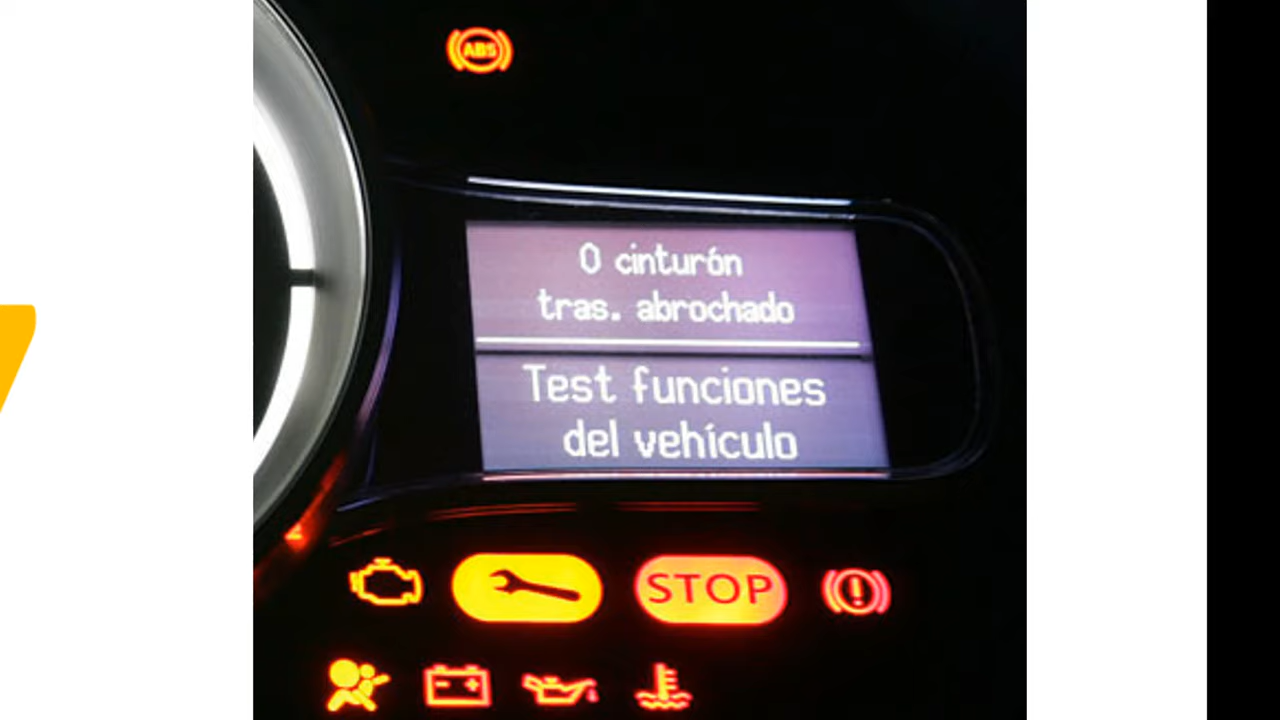 ABS
0 cinturón
tras. abrochado
Test funciones
del vehículo
STOP